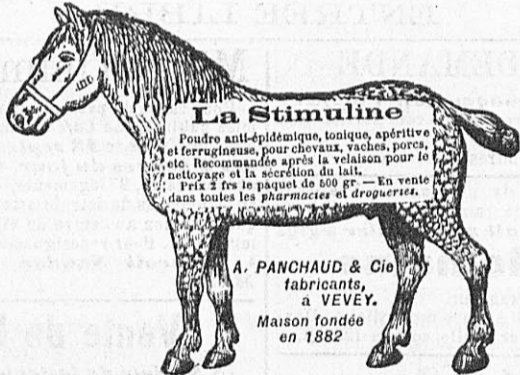 La Stimuline
Poudre anti-épidémique, tonique, apéritive
et ferrugineuse, pour chevaux, vaches, porcs,
etc. Recommandée après la velaison pour le
nettoyage et la sécrétion du lait.
Prix 2 frs le paquet de 500 gr. — En vente
dans toutes les pharmacies et drogueries.
A. PANCHAUD & Cie
fabricants,
à VEVEY.
Maison fondée
en 1882